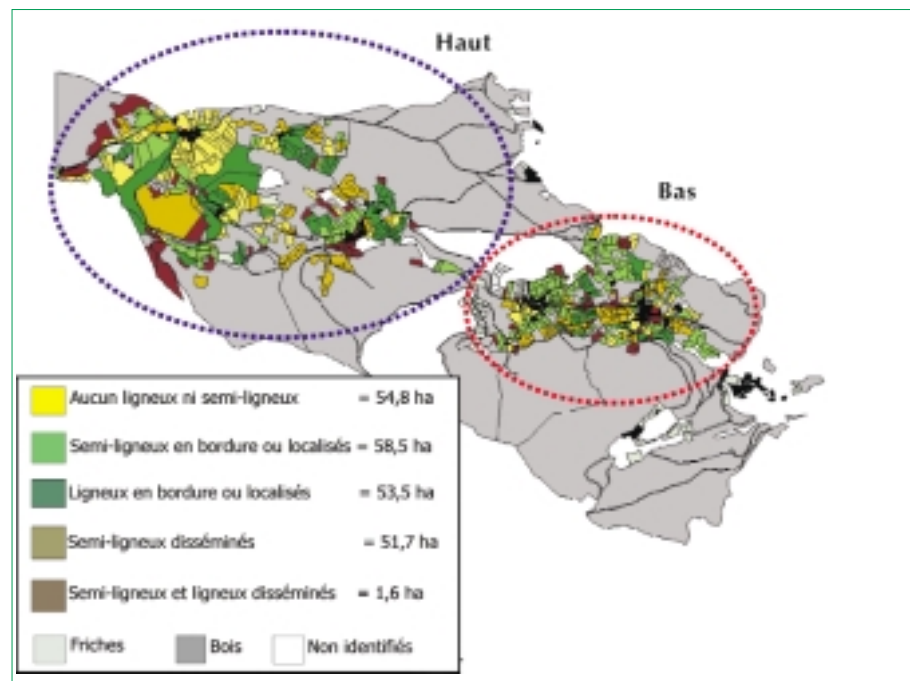 Haut
Bas
Aucun ligneux ni semi-ligneux = 54,8 ha
Semi-ligneux en bordure ou localisés = 58,5 ha
Ligneux en bordure ou localisés = 53,5 ha
Semi-ligneux disséminés = 51,7 ha
Semi-ligneux et ligneux disséminés = 1,6 ha
Friches Bois Non identifiés